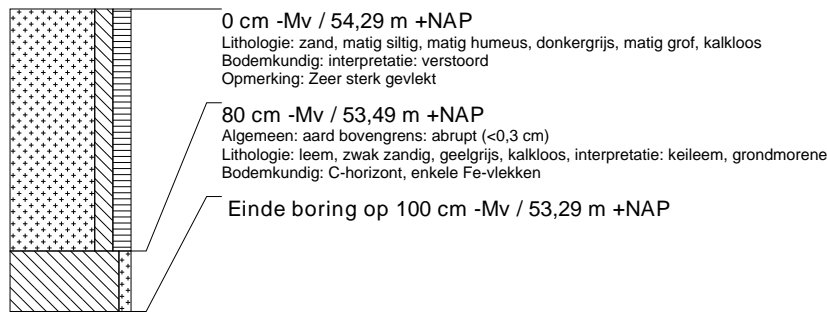 0 cm -Mv / 54,29 m +NAP
Lithologie: zand, matig siltig, matig humeus, donkergrijs, matig grof, kalkloos
Bodemkundig: interpretatie: verstoord
Opmerking: Zeer sterk gevlekt
80 cm -Mv / 53,49 m +NAP
Algemeen: aard bovengrens: abrupt (<0,3 cm)
Lithologie: leem, zwak zandig, geelgrijs, kalkloos, interpretatie: keileem, grondmorene
Bodemkundig: C-horizont, enkele Fe-vlekken
Einde boring op 100 cm -Mv / 53,29 m +NAP